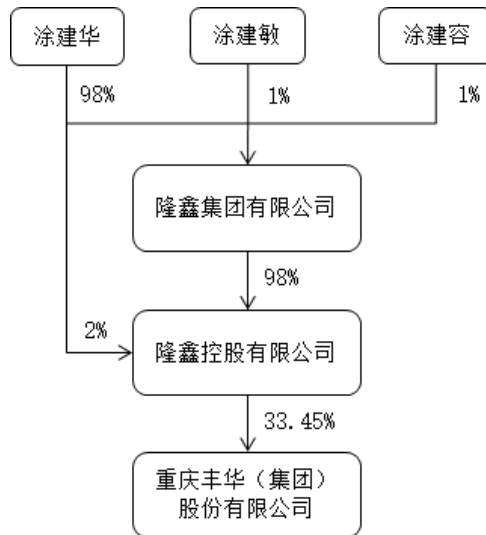 涂建华
涂建敏
涂建容
98%
1%
1%
隆鑫集团有限公司
98%
2%
隆鑫控股有限公司
33.45%
重庆丰华（集团）
股份有限公司